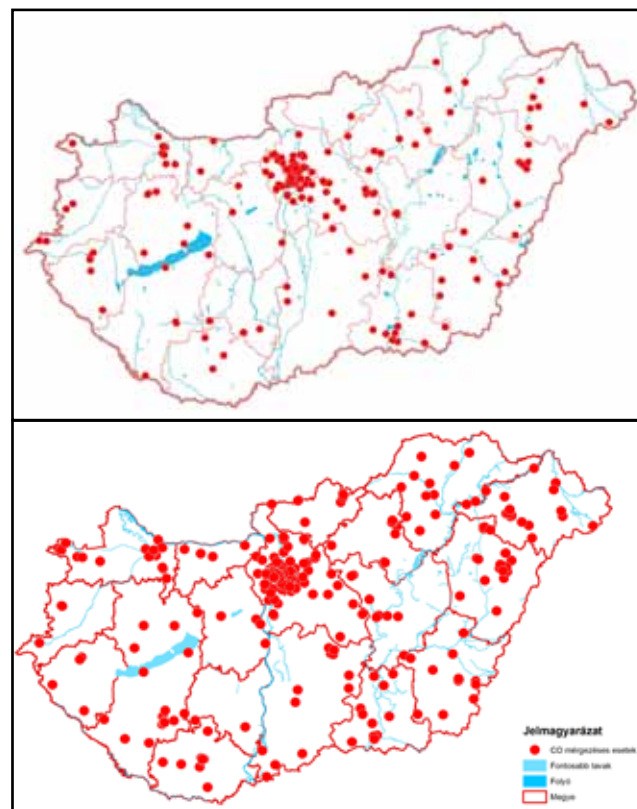 Jelmagyarázat
CO mérgezéses esetek
Fontosabb tavak
Folyó
Megye